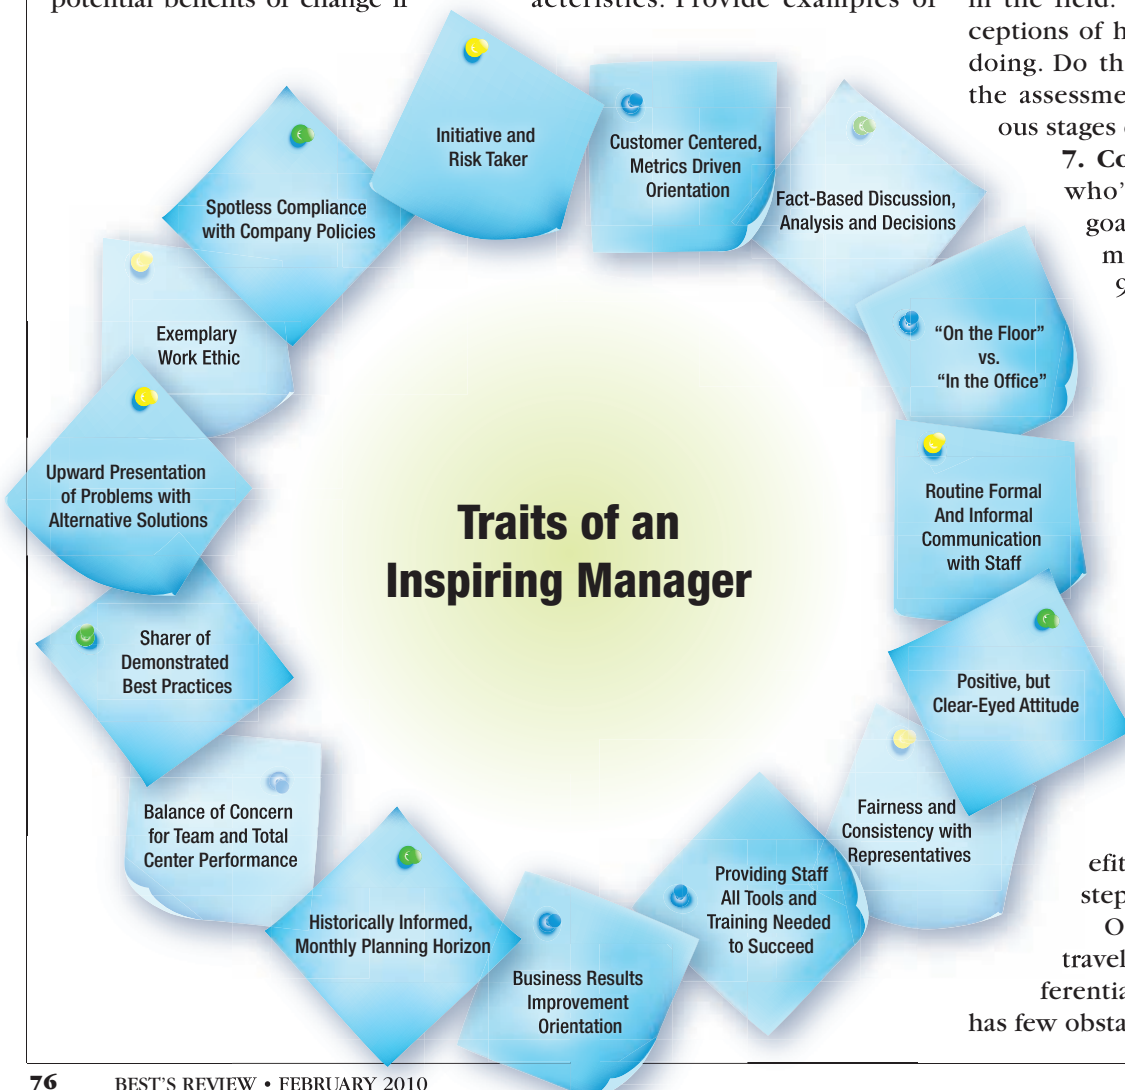 potential benefits of change if
acteristics. Provide examples of
in the field.
ceptions of h
doing. Do th
the assessme
ous stages
7. Co
who'
goa
m
9
Initiative and
Risk Taker
Customer Centered,
Metrics Driven
Orientation
Fact-Based Discussion,
Analysis and Decisions
“On the Floor”
vs.
“In the Office”
Routine Formal
And Informal
Communication
with Staff
Positive, but
Clear-Eyed Attitude
Fairness and
Consistency with
Representatives
Providing Staff
All Tools and
Training Needed
to Succeed
Business Results
Improvement
Orientation
Historically Informed,
Monthly Planning Horizon
Balance of Concern
for Team and Total
Center Performance
Sharer of
Demonstrated
Best Practices
Upward Presentation
of Problems with
Alternative Solutions
Exemplary
Work Ethic
Spotless Compliance
with Company Policies
Traits of an
Inspiring Manager
efit
step
O
travel
ferentia
has few obsta
76 BEST'S REVIEW • FEBRUARY 2010